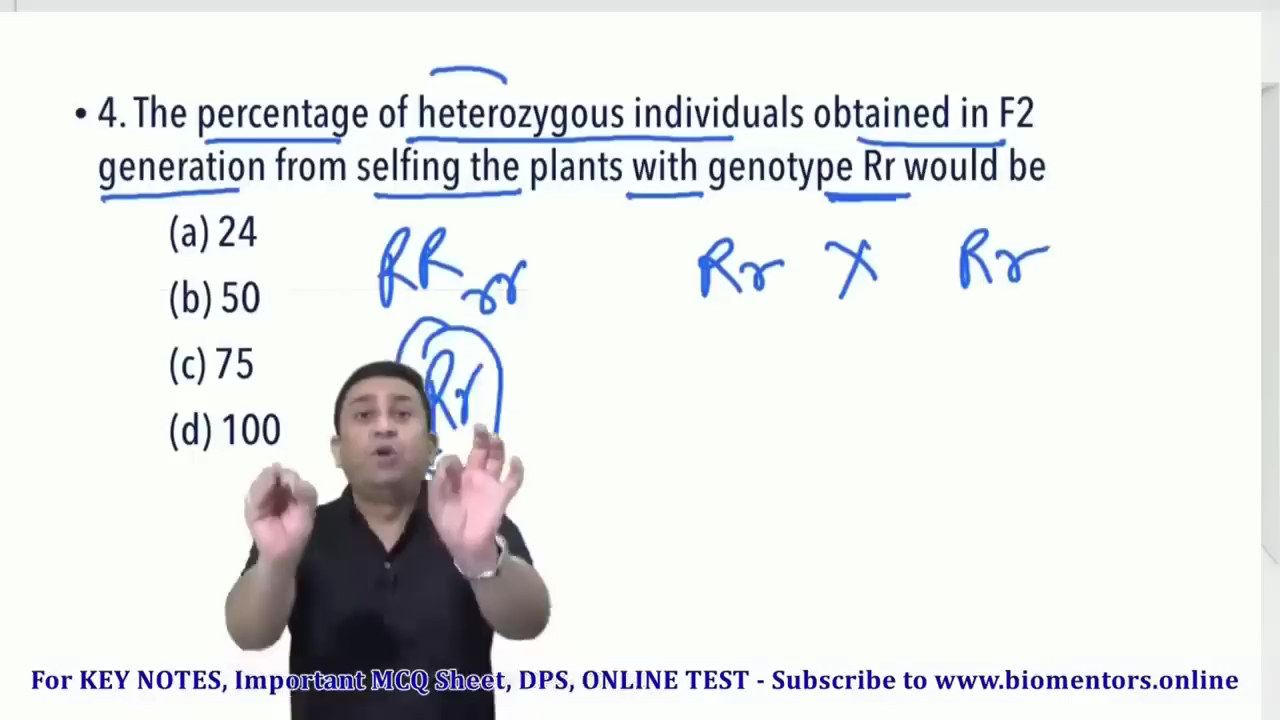 • 4. The percentage of heterozygous individuals obtained in F2
generation from selfing the plants with genotype Rr would be
(a) 24
(b) 50
(c) 75
(d) 100
RR
rr
Rr
Rr X Rr
For KEY NOTES, Important MCQ Sheet, DPS, ONLINE TEST - Subscribe to www.biomentors.online